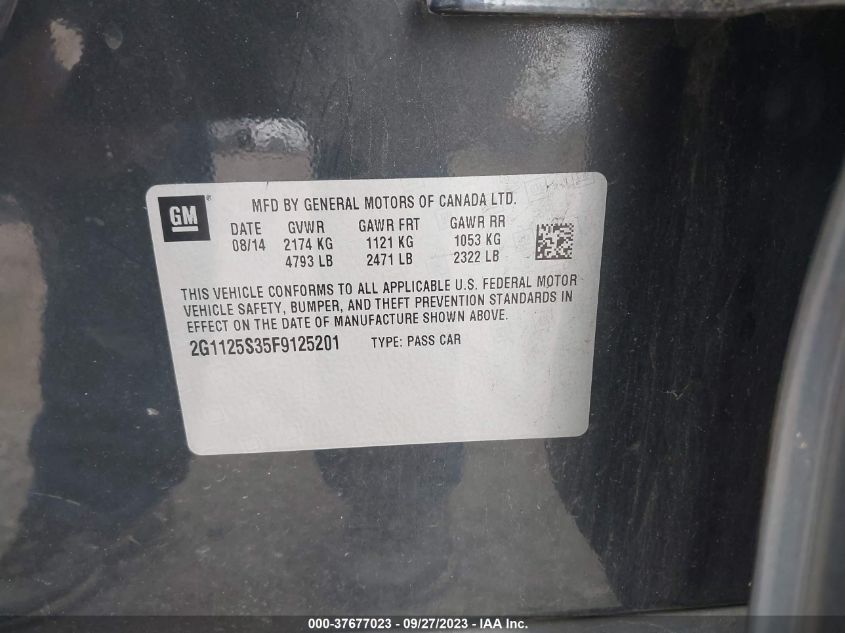 GM®
MFD BY GENERAL MOTORS OF CANADA LTD.
DATE GVWR GAWR FRT GAWR RR
08/14 2174 KG 1121 KG 1053 KG
4793 LB 2471 LB 2322 LB
THIS VEHICLE CONFORMS TO ALL APPLICABLE U.S. FEDERAL MOTOR
VEHICLE SAFETY, BUMPER, AND THEFT PREVENTION STANDARDS IN
EFFECT ON THE DATE OF MANUFACTURE SHOWN ABOVE.
2G1125S35F9125201 TYPE: PASS CAR
000-37677023 - 09/27/2023 - IAA Inc.